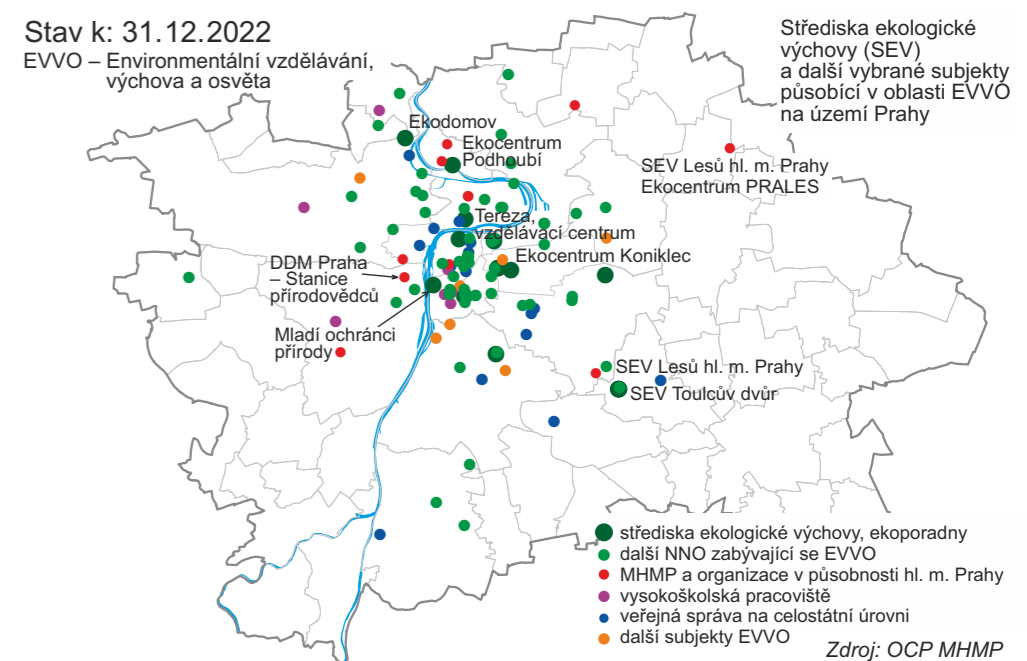 Stav k: 31.12.2022
EVVO – Environmentální vzdělávání,
výchova a osvěta
Střediska ekologické
výchovy (SEV)
a další vybrané subjekty
působící v oblasti EVVO
na území Prahy
Ekodomov
Ekocentrum
Podhoubí
SEV Lesů hl. m. Prahy
Ekocentrum PRALES
Tereza,
vzdělávací centrum
Ekocentrum Koniklec
DDM Praha
– Stanice
přírodovědců
Mladí ochránci
přírody
SEV Lesů hl. m. Prahy
SEV Toulcův dvůr
střediska ekologické výchovy, ekoporadny
další NNO zabývající se EVVO
MHMP a organizace v působnosti hl. m. Prahy
vysokoškolská pracoviště
veřejná správa na celostátní úrovni
další subjekty EVVO
Zdroj: OCP MHMP